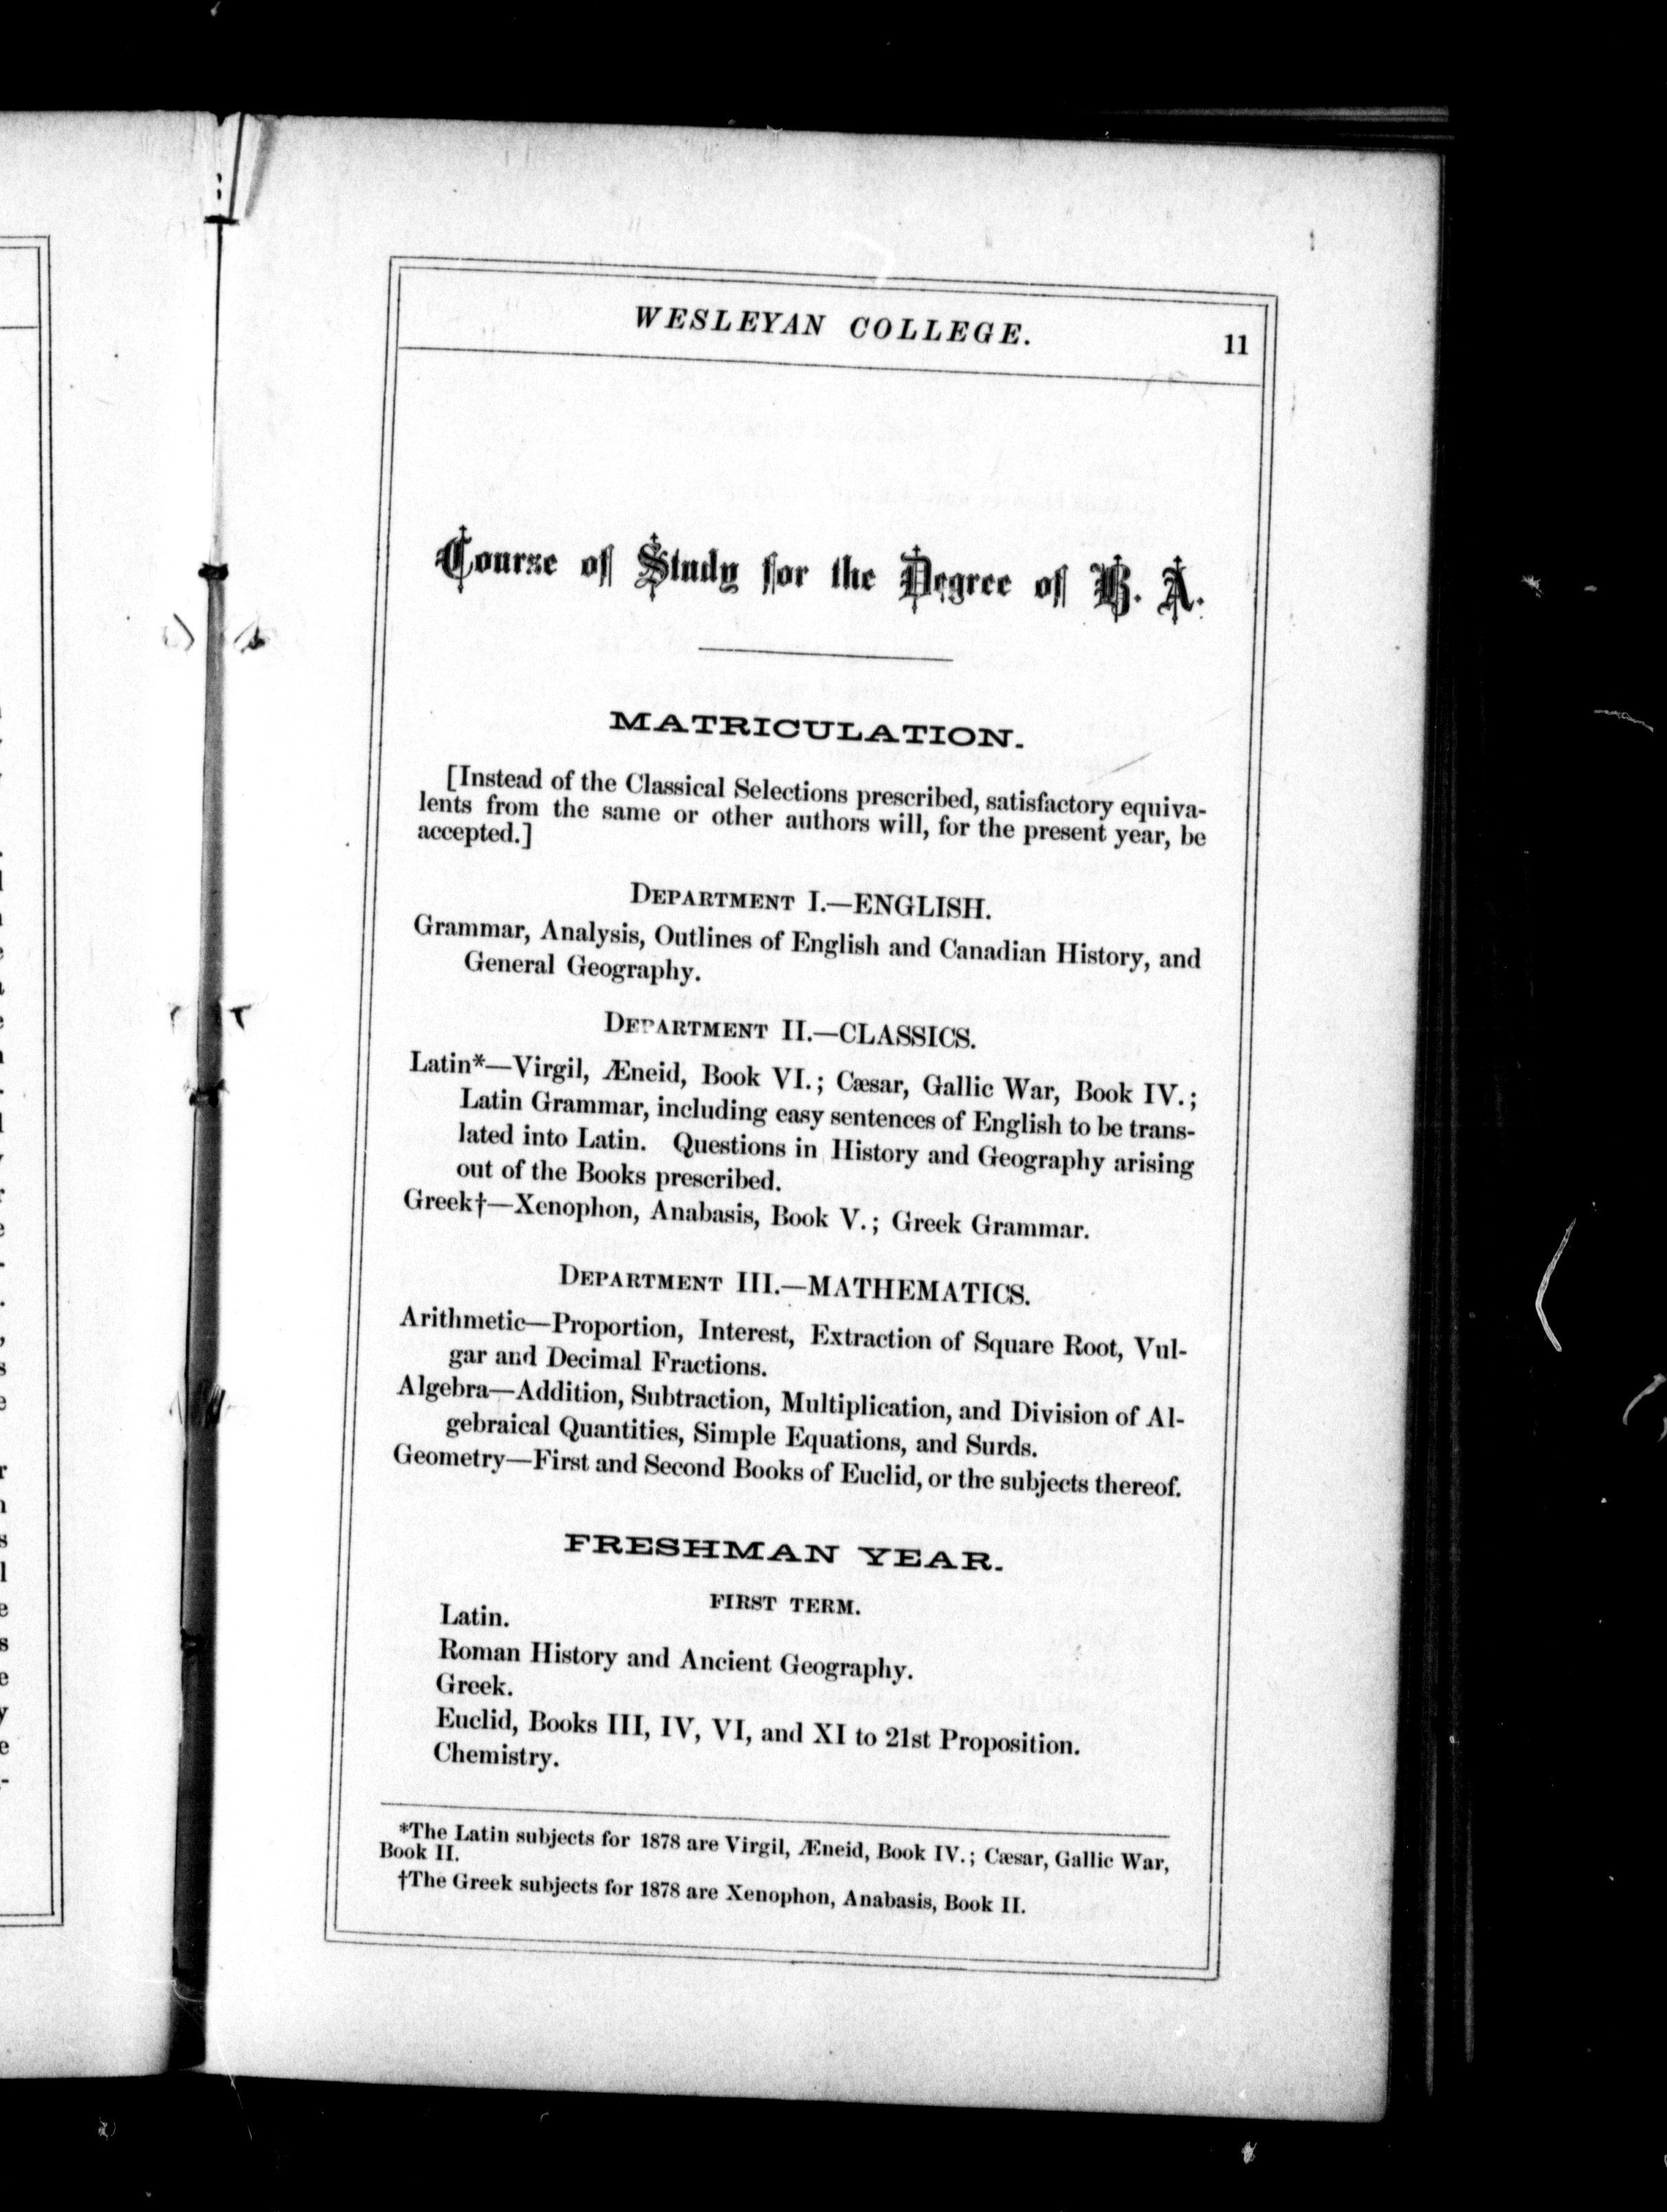 WESLEYAN COLLEGE.
11
Course of Study for the Degree of B. A.
MATRICULATION.
[Instead of the Classical Selections prescribed, satisfactory equiva-
lents from the same or other authors will, for the present year, be
accepted.]
DEPARTMENT I.—ENGLISH.
Grammar, Analysis, Outlines of English and Canadian History, and
General Geography.
DEPARTMENT II.—CLASSICS.
Latin*—Virgil, Æneid, Book VI.; Cæsar, Gallic War, Book IV.;
Latin Grammar, including easy sentences of English to be trans-
lated into Latin. Questions in History and Geography arising
out of the Books prescribed.
Greek†—Xenophon, Anabasis, Book V.; Greek Grammar.
DEPARTMENT III.—MATHEMATICS.
Arithmetic—Proportion, Interest, Extraction of Square Root, Vul-
gar and Decimal Fractions.
Algebra—Addition, Subtraction, Multiplication, and Division of Al-
gebraical Quantities, Simple Equations, and Surds.
Geometry—First and Second Books of Euclid, or the subjects thereof.
FRESHMAN YEAR.
FIRST TERM.
Latin.
Roman History and Ancient Geography.
Greek.
Euclid, Books III, IV, VI, and XI to 21st Proposition.
Chemistry.
*The Latin subjects for 1878 are Virgil, Æneid, Book IV.; Cæsar, Gallic War,
Book II.
†The Greek subjects for 1878 are Xenophon, Anabasis, Book II.